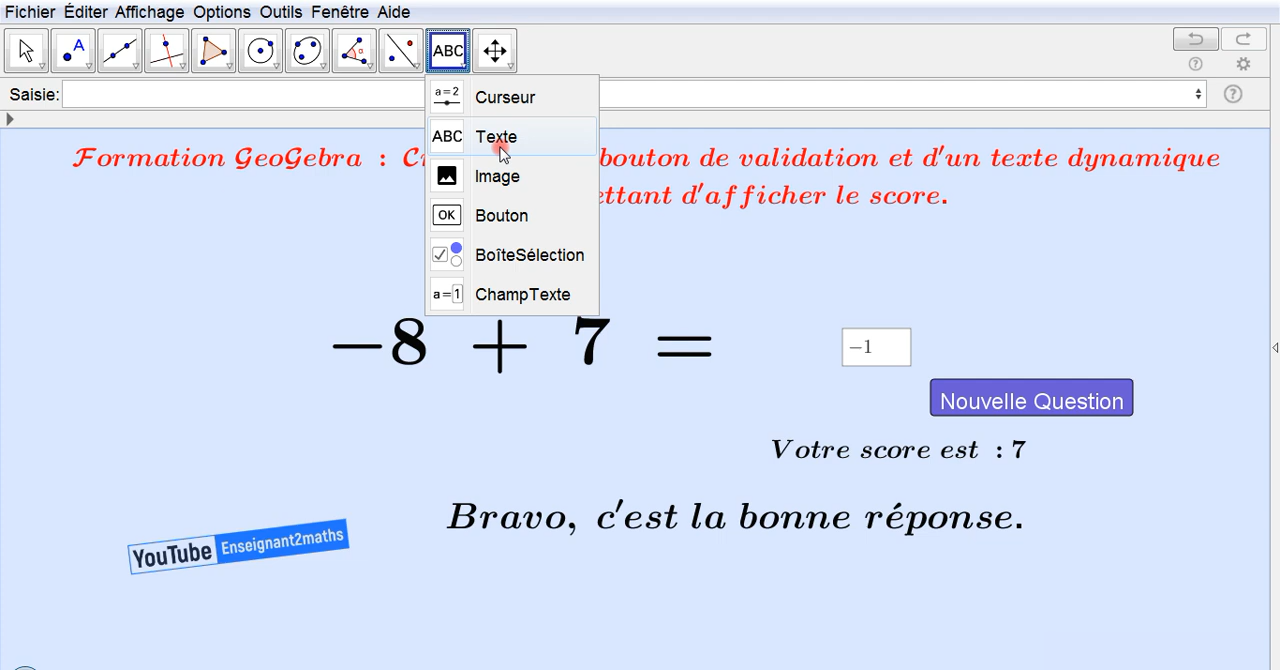 Fichier Éditer Affichage Options Outils Fenêtre Aide
A
ABC
Saisie:
a=2 Curseur
ABC Texte
Image
OK Bouton
BoîteSélection
a=1 ChampTexte
Formation GeoGebra : bouton de validation et d'un texte dynamique
d'afficher le score.
−8 + 7 =
−1
Nouvelle Question
Votre score est : 7
Bravo, c'est la bonne réponse.
YouTube Enseignant2maths